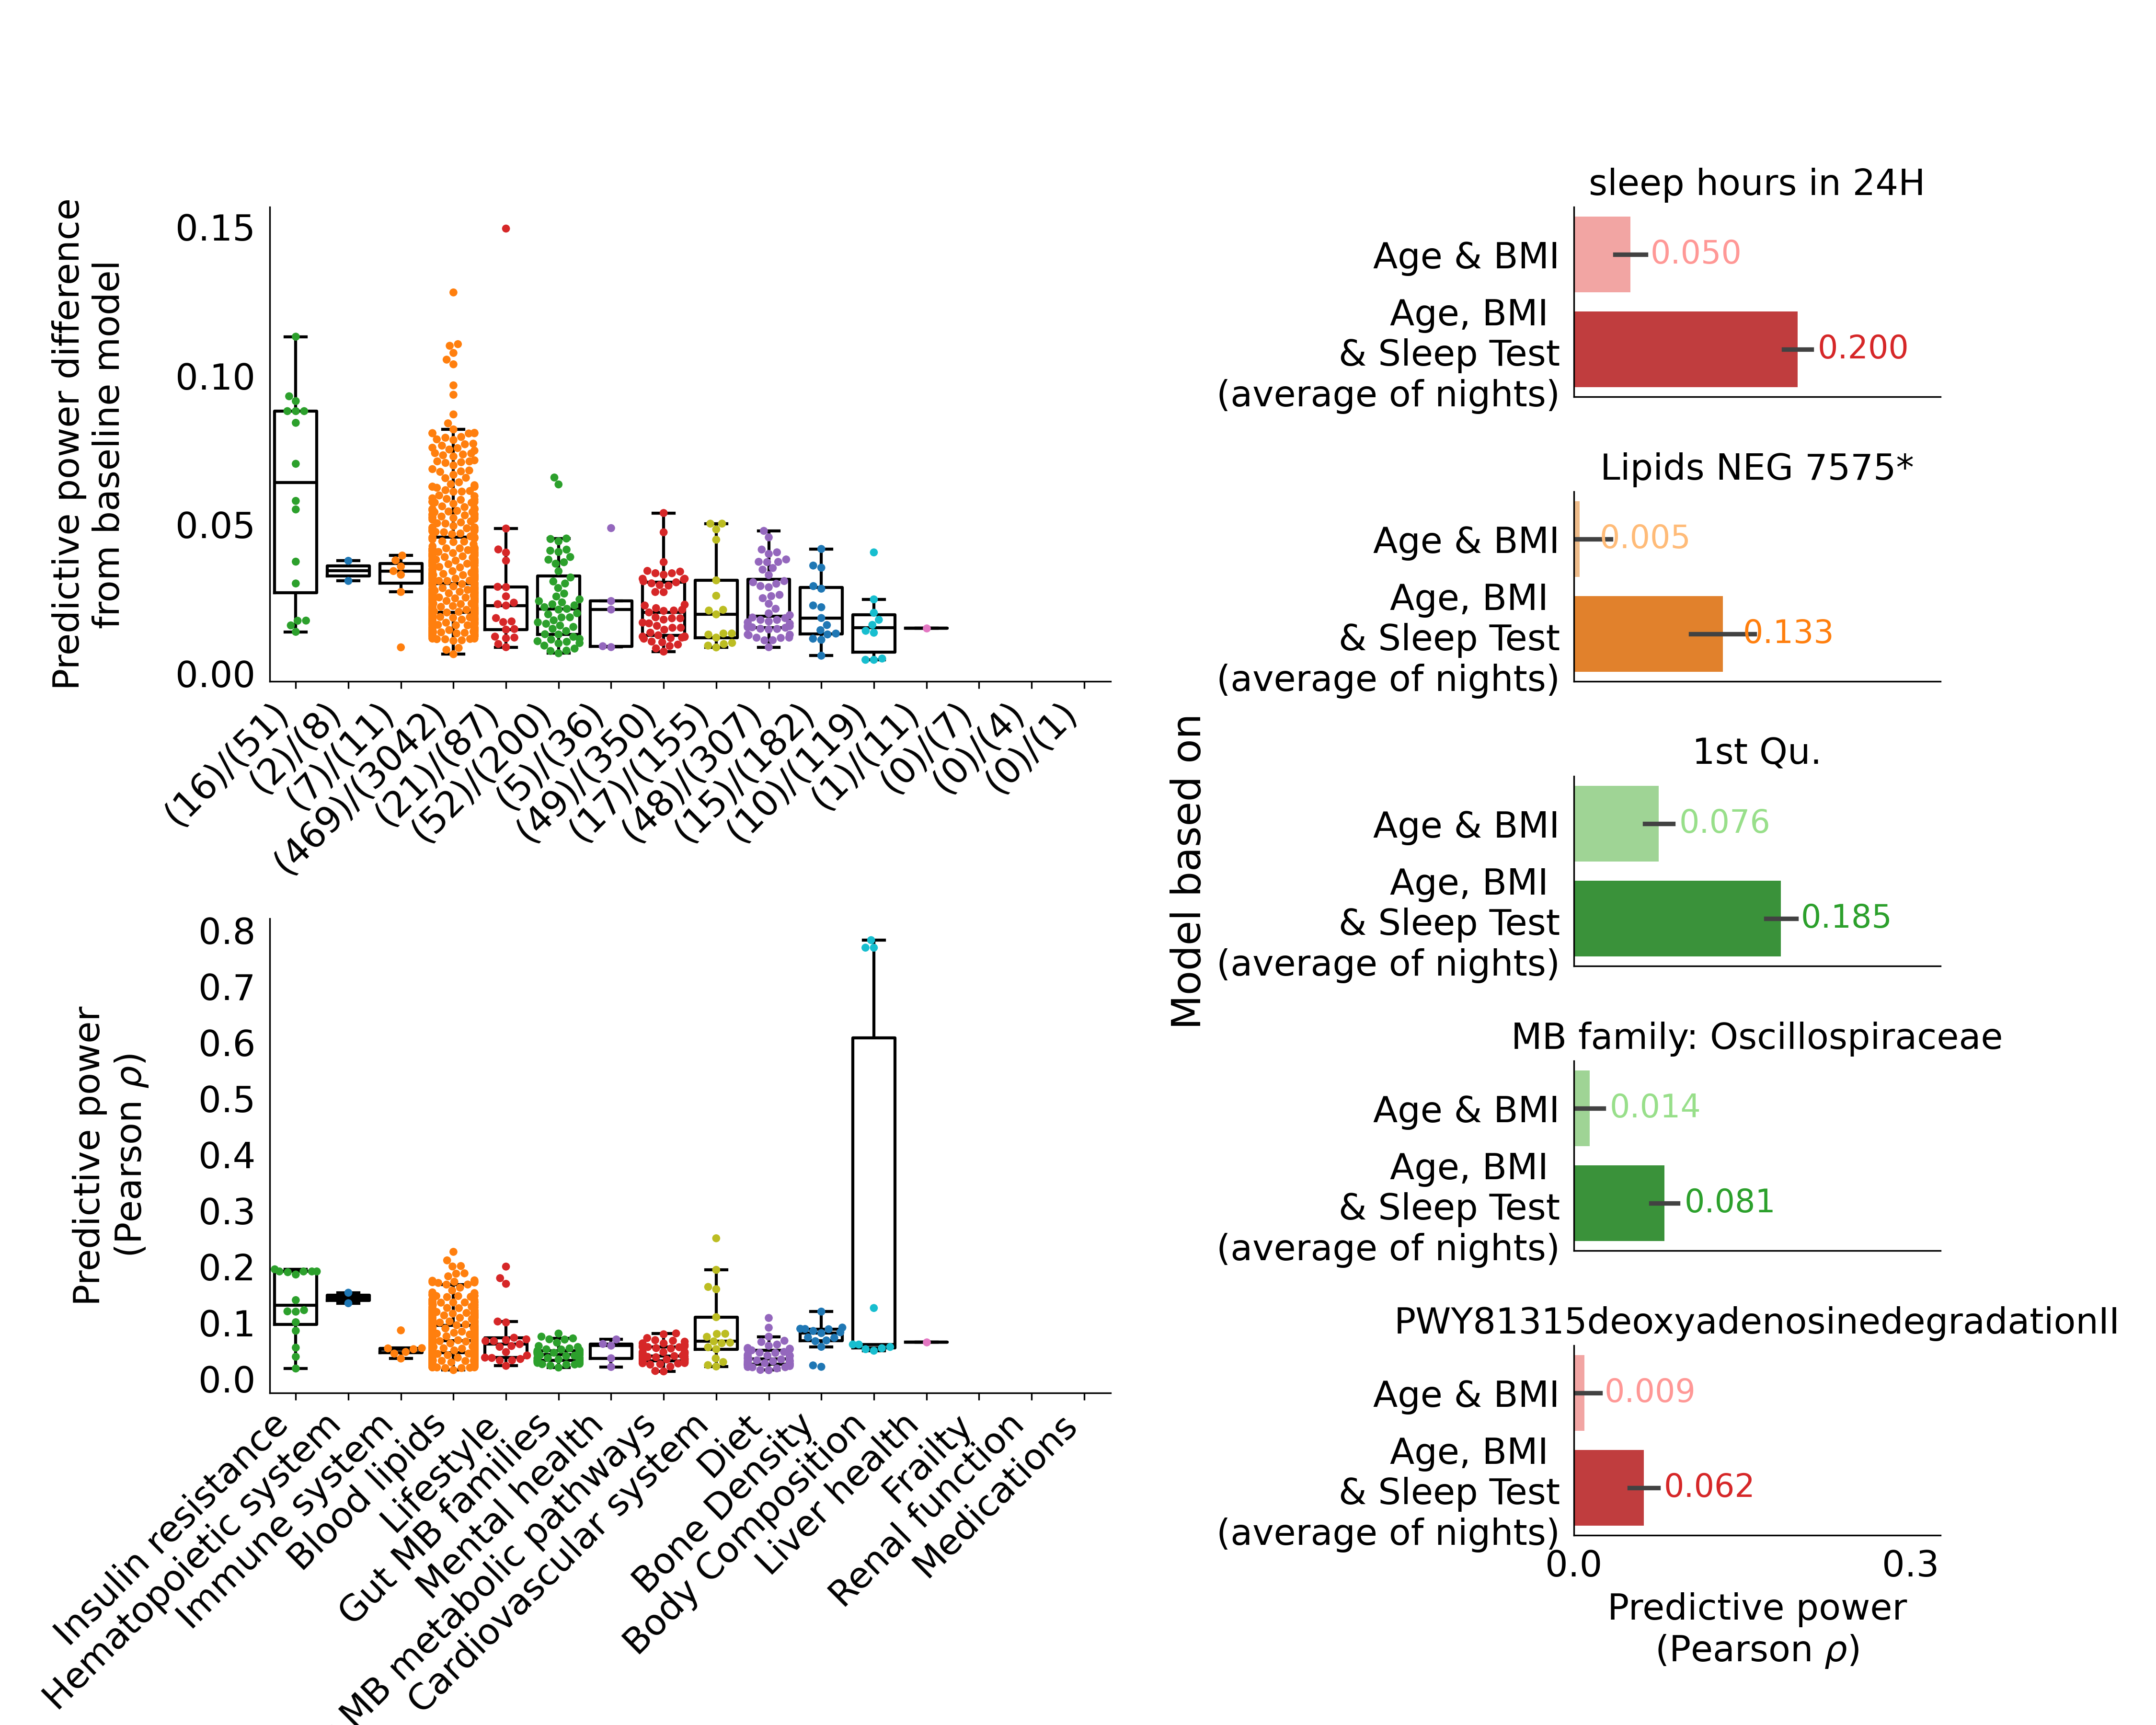 Predictive power difference
from baseline model
0.15
0.10
0.05
0.00
(16)/(51)
(2)/(8)
(7)/(11)
(469)/(3042)
(21)/(87)
(52)/(200)
(5)/(36)
(49)/(350)
(17)/(155)
(48)/(307)
(15)/(182)
(10)/(119)
(1)/(11)
(0)/(7)
(0)/(4)
(0)/(1)
Predictive power
(Pearson ρ)
0.8
0.7
0.6
0.5
0.4
0.3
0.2
0.1
0.0
Insulin resistance
Hematopoietic system
Immune system
Blood lipids
Lifestyle
Gut MB families
Mental health
MB metabolic pathways
Cardiovascular system
Diet
Bone Density
Body Composition
Liver health
Frailty
Renal function
Medications
Model based on
sleep hours in 24H
Age & BMI
0.050
Age, BMI
& Sleep Test
(average of nights)
0.200
Lipids NEG 7575*
Age & BMI
0.005
Age, BMI
& Sleep Test
(average of nights)
0.133
1st Qu.
Age & BMI
0.076
Age, BMI
& Sleep Test
(average of nights)
0.185
MB family: Oscillospiraceae
Age & BMI
0.014
Age, BMI
& Sleep Test
(average of nights)
0.081
PWY81315deoxyadenosinedegradationII
Age & BMI
0.009
Age, BMI
& Sleep Test
(average of nights)
0.062
0.0 0.3
Predictive power
(Pearson ρ)